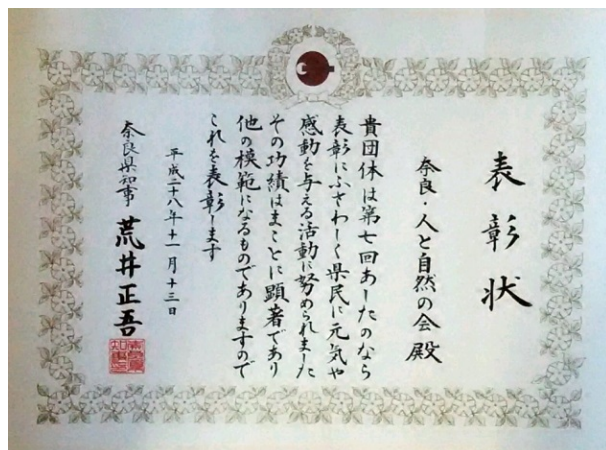 表彰状
奈良・人と自然の会殿
貴団体は第七回あしたのなら
表彰にふさわしく県民に元気や
感動を与える活動に努められました
その功績はまことに顕著であり
他の模範になるものでありますので
これを表彰します
平成二十八年十一月十三日
奈良県知事 荒井正吾